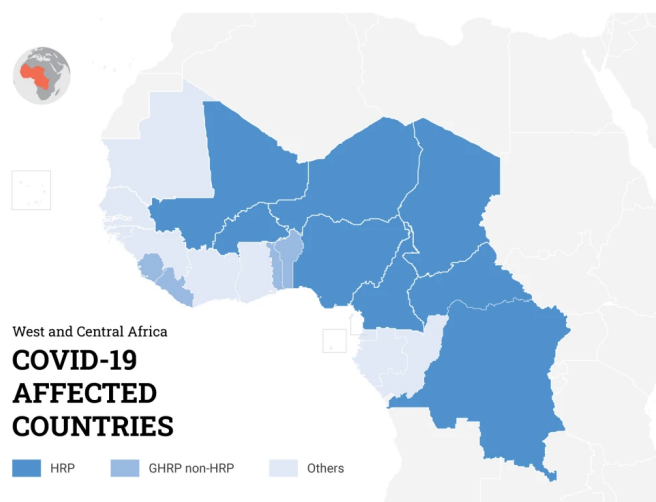 West and Central Africa
COVID-19
AFFECTED
COUNTRIES
HRP
GHRP non-HRP
Others